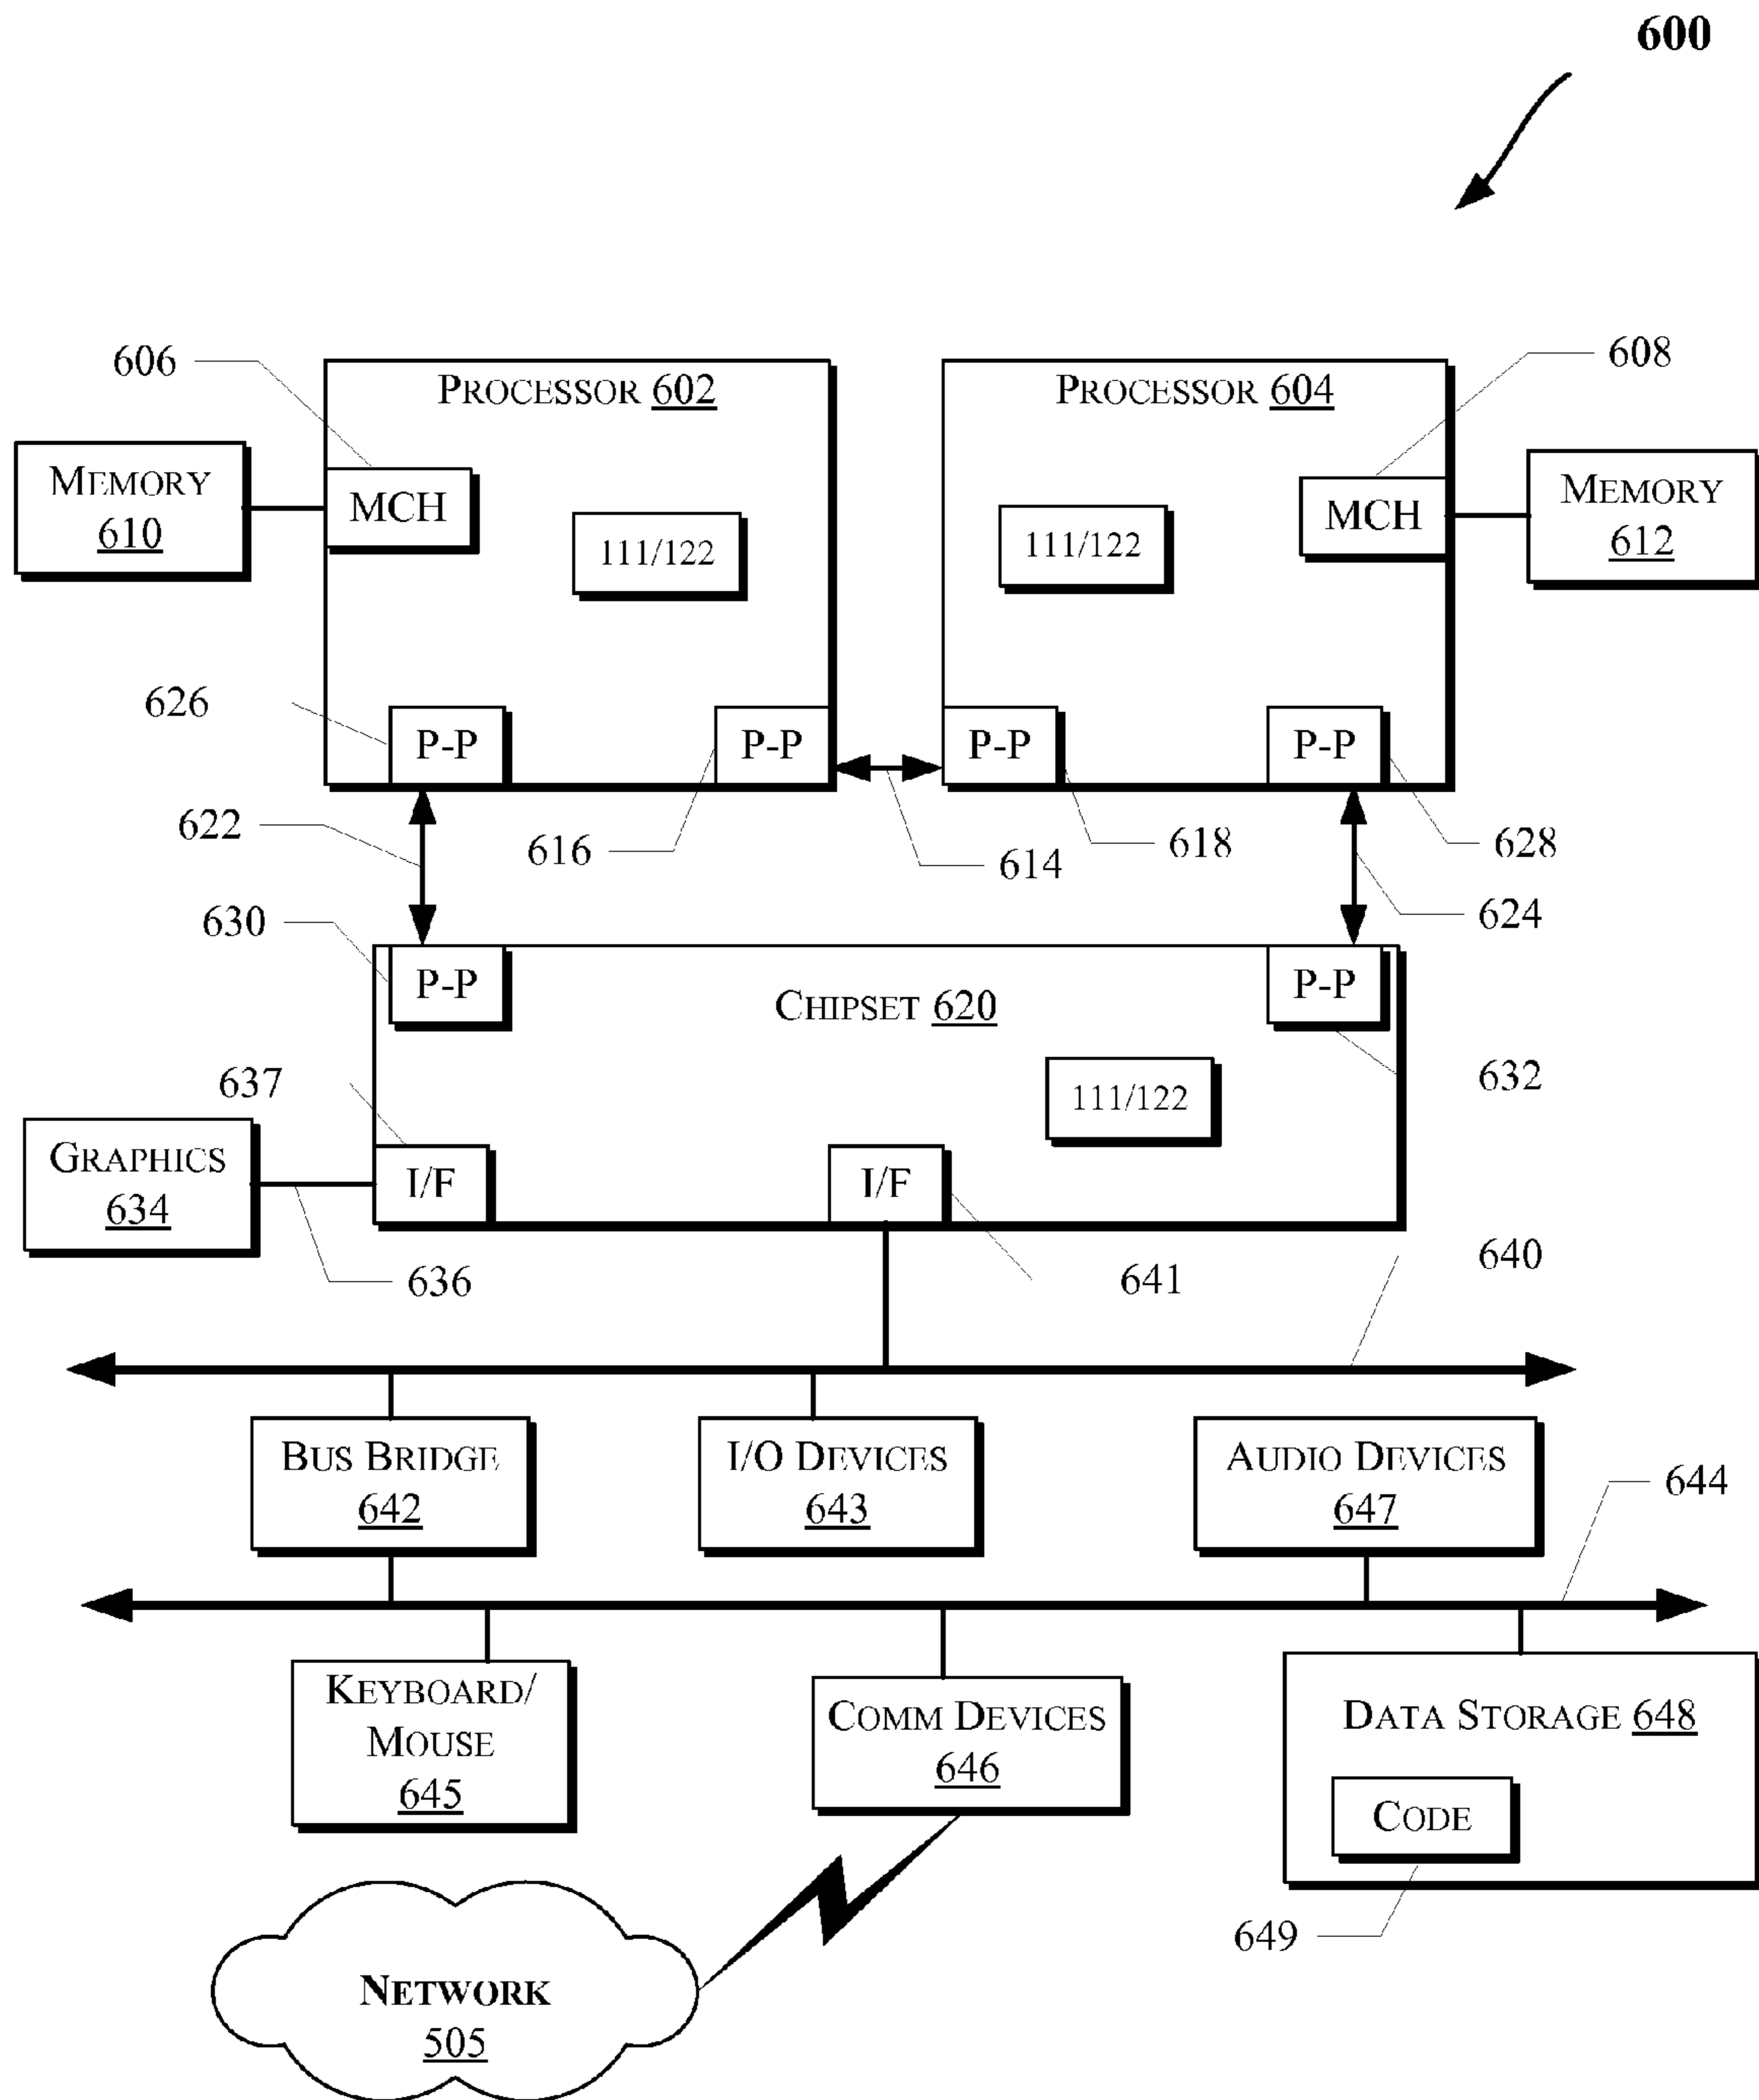 600
606
608
PROCESSOR 602
PROCESSOR 604
MEMORY
610
MCH
111/122
111/122
MCH
MEMORY
612
626
P-P
P-P
P-P
P-P
622
616
614
618
628
630
624
P-P
CHIPSET 620
P-P
637
111/122
632
GRAPHICS
634
I/F
I/F
636
641
640
BUS BRIDGE
642
I/O DEVICES
643
AUDIO DEVICES
647
644
KEYBOARD/
MOUSE
645
COMM DEVICES
646
DATA STORAGE 648
CODE
649
NETWORK
505